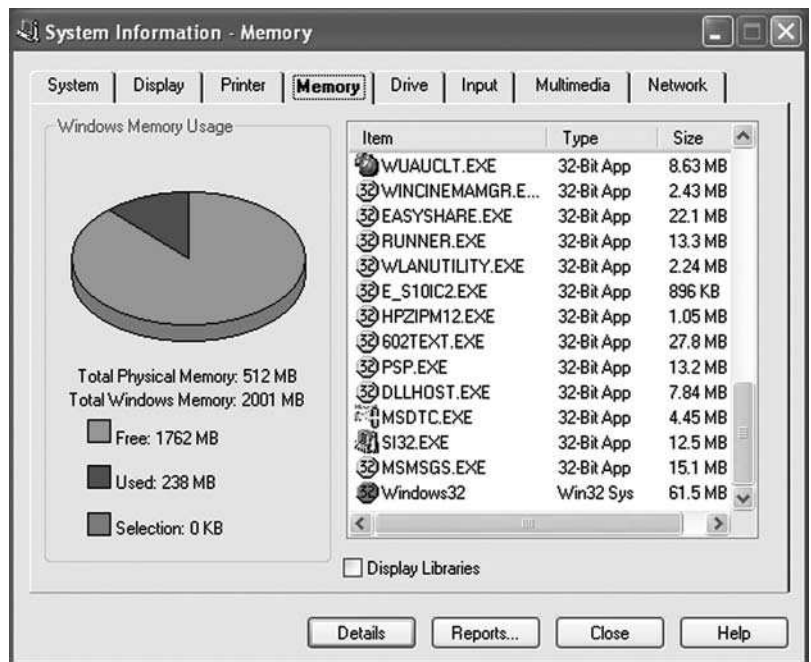 System Information - Memory
System Display Printer Memory Drive Input Multimedia Network
Windows Memory Usage
Total Physical Memory: 512 MB
Total Windows Memory: 2001 MB
Free: 1762 MB
Used: 238 MB
Selection: 0 KB
Item Type Size
WUAUCLT.EXE 32-Bit App 8.63 MB
WINCINEMAMGR.E... 32-Bit App 2.43 MB
EASYSHARE.EXE 32-Bit App 22.1 MB
RUNNER.EXE 32-Bit App 13.3 MB
WLANUTILITY.EXE 32-Bit App 2.24 MB
E_S10IC2.EXE 32-Bit App 896 KB
HPZIPM12.EXE 32-Bit App 1.05 MB
602TEXT.EXE 32-Bit App 27.8 MB
PSP.EXE 32-Bit App 13.2 MB
DLLHOST.EXE 32-Bit App 7.84 MB
MSDTC.EXE 32-Bit App 4.45 MB
SI32.EXE 32-Bit App 12.5 MB
MSMSGS.EXE 32-Bit App 15.1 MB
Windows32 Win32 Sys 61.5 MB
Display Libraries
Details Reports... Close Help